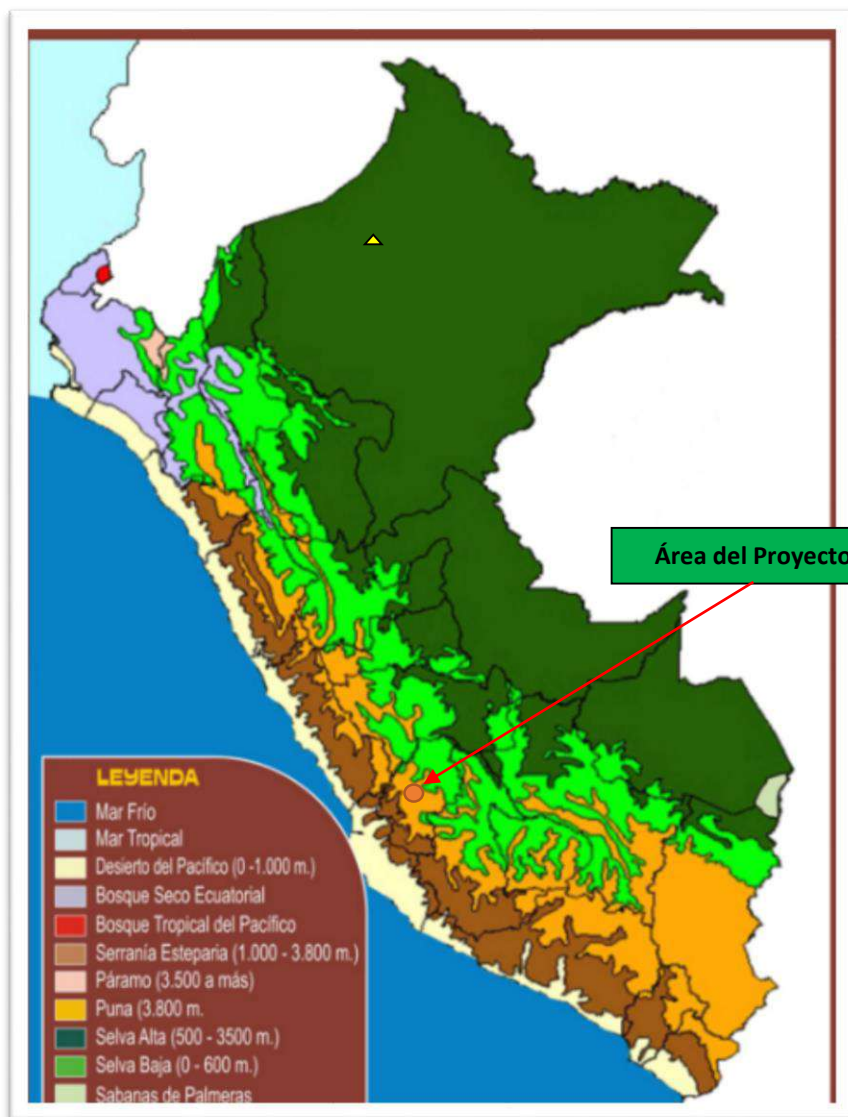 Área del Proyecto
LEYENDA
Mar Frío
Mar Tropical
Desierto del Pacífico (0 -1.000 m.)
Bosque Seco Ecuatorial
Bosque Tropical del Pacífico
Serranía Esteparia (1.000 - 3.800 m.)
Páramo (3.500 a más)
Puna (3.800 m.
Selva Alta (500 - 3500 m.)
Selva Baja (0 - 600 m.)
Sabanas de Palmeras